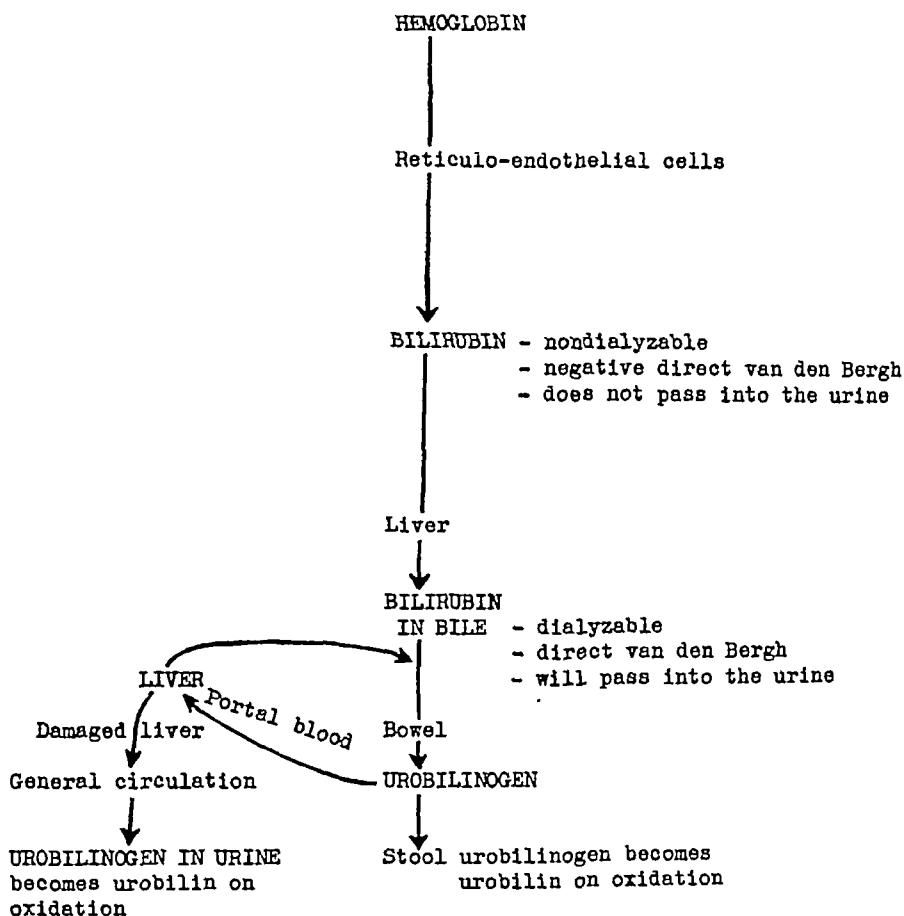 HEMOGLOBIN
Reticulo-endothelial cells
BILIRUBIN - nondialyzable
- negative direct van den Bergh
- does not pass into the urine
Liver
BILIRUBIN
IN BILE - dialyzable
- direct van den Bergh
- will pass into the urine
LIVER
Portal blood
Damaged liver
Bowel
General circulation
UROBILINOGEN
UROBILINOGEN IN URINE
becomes urobilin on
oxidation
Stool urobilinogen becomes
urobilin on oxidation